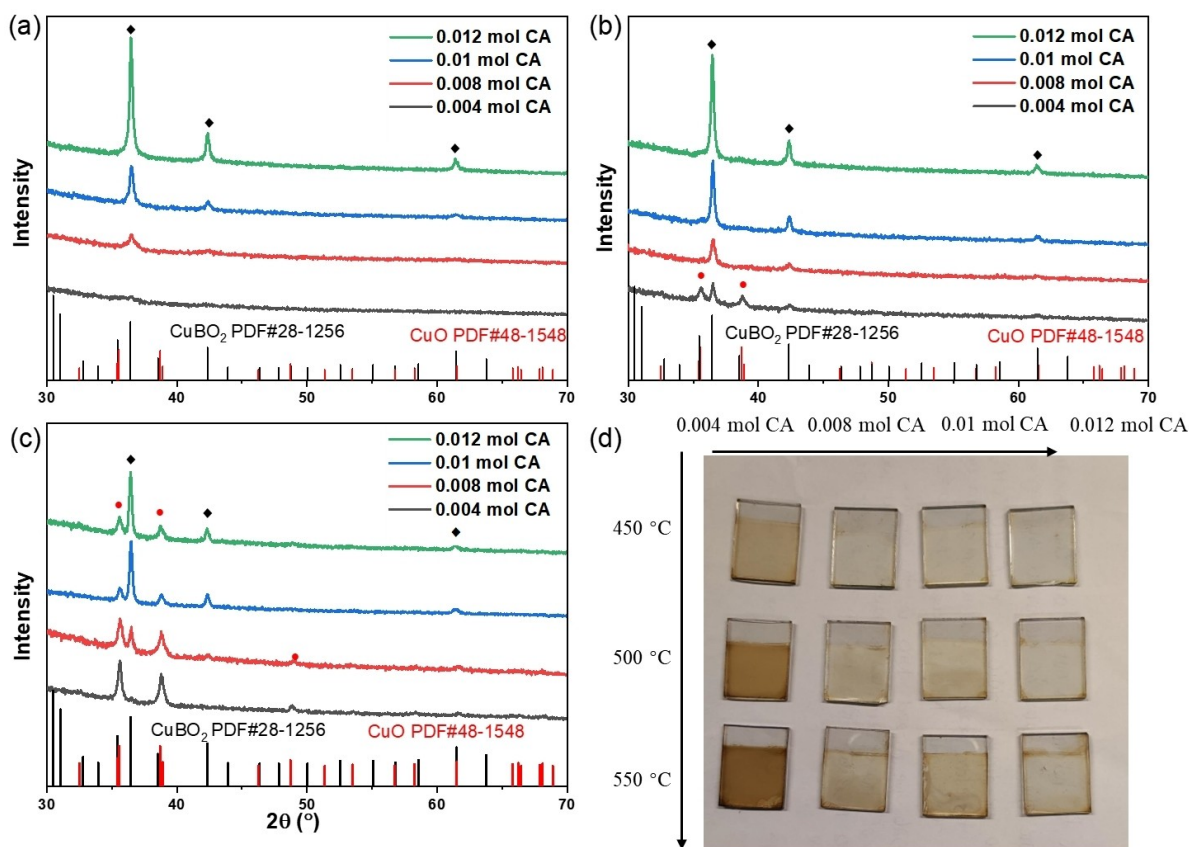 (a)
0.012 mol CA
0.01 mol CA
0.008 mol CA
0.004 mol CA
Intensity
CuBO₂ PDF#28-1256
CuO PDF#48-1548
30 40 50 60 70
(b)
0.012 mol CA
0.01 mol CA
0.008 mol CA
0.004 mol CA
Intensity
CuBO₂ PDF#28-1256
CuO PDF#48-1548
30 40 50 60 70
(c)
0.012 mol CA
0.01 mol CA
0.008 mol CA
0.004 mol CA
Intensity
CuBO₂ PDF#28-1256
CuO PDF#48-1548
30 40 50 60 70
2θ (°)
(d)
0.004 mol CA 0.008 mol CA 0.01 mol CA 0.012 mol CA
450 °C
500 °C
550 °C